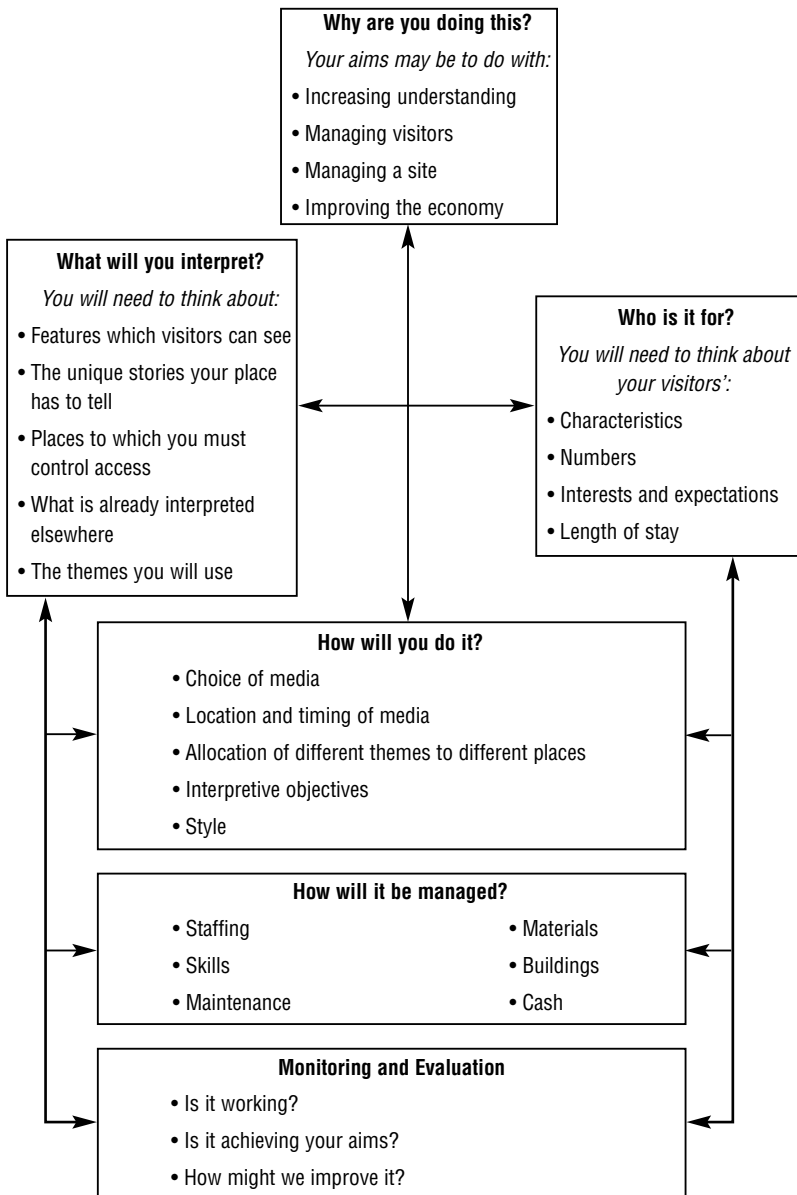 Why are you doing this?
Your aims may be to do with:
• Increasing understanding
• Managing visitors
• Managing a site
• Improving the economy
What will you interpret?
You will need to think about:
• Features which visitors can see
• The unique stories your place
has to tell
• Places to which you must
control access
• What is already interpreted
elsewhere
• The themes you will use
Who is it for?
You will need to think about
your visitors':
• Characteristics
• Numbers
• Interests and expectations
• Length of stay
How will you do it?
• Choice of media
• Location and timing of media
• Allocation of different themes to different places
• Interpretive objectives
• Style
How will it be managed?
• Staffing
• Skills
• Maintenance
• Materials
• Buildings
• Cash
Monitoring and Evaluation
• Is it working?
• Is it achieving your aims?
• How might we improve it?